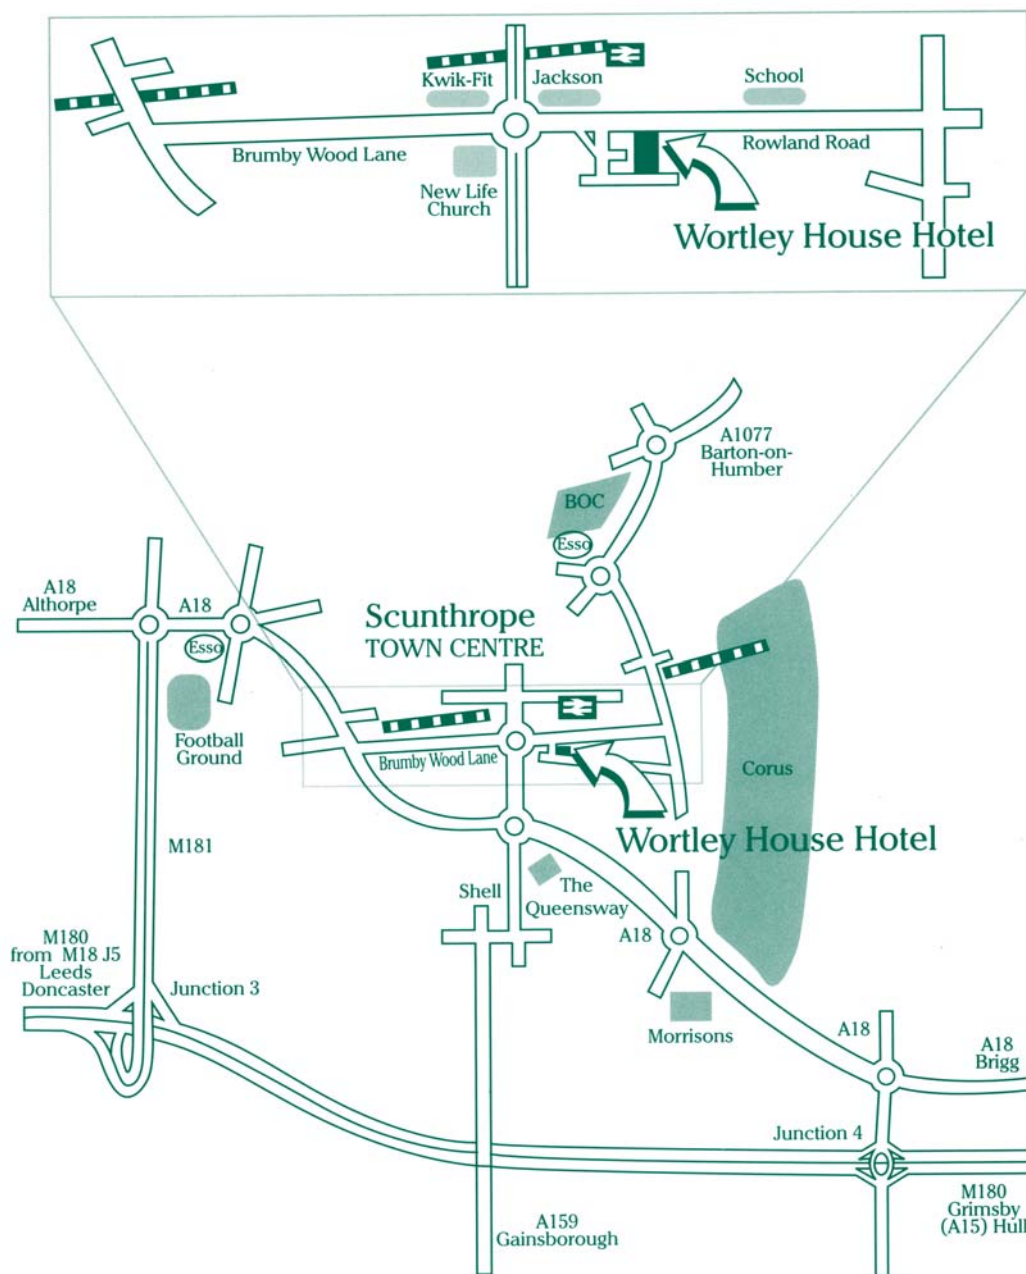 Kwik-Fit
Jackson
School
Brumby Wood Lane
Rowland Road
New Life
Church
Wortley House Hotel
A1077
Barton-on-
Humber
BOC
Esso
A18
Althorpe
A18
Esso
Scunthrope
TOWN CENTRE
Football
Ground
Brumby Wood Lane
Corus
Wortley House Hotel
M181
Shell
The
Queensway
A18
M180
from M18 J5
Leeds
Doncaster
Junction 3
Morrisons
A18
A18
Brigg
Junction 4
M180
Grimsby
(A15) Hull
A159
Gainsborough